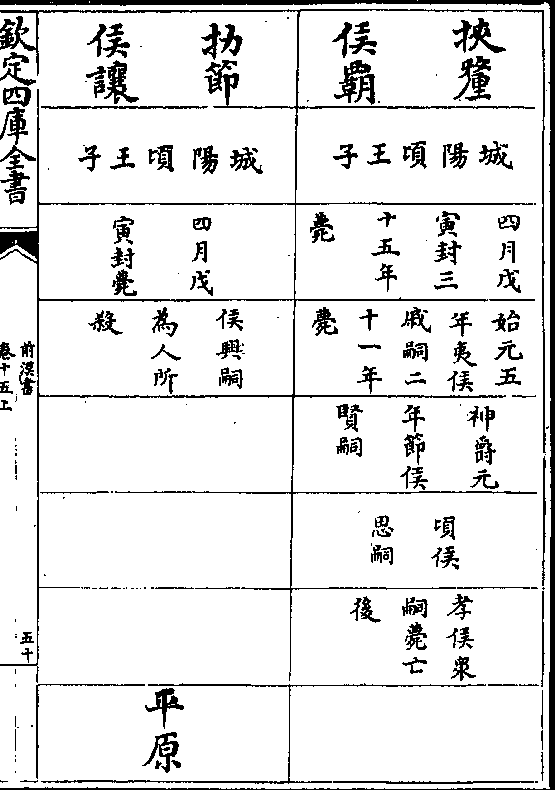 挾釐
侯霸
城陽頃王子
四月戊
寅封三
十五年
薨
始元五
年夷侯
戚嗣二
十一年
薨
神爵元
年節侯
賢嗣
頃侯
思嗣
孝侯衆
嗣薨亡
後
扐節
侯讓
城陽頃王子
四月戊
寅封薨
侯興嗣
為人所
殺
平原
欽定四庫全書
前漢書
卷十五上
五十